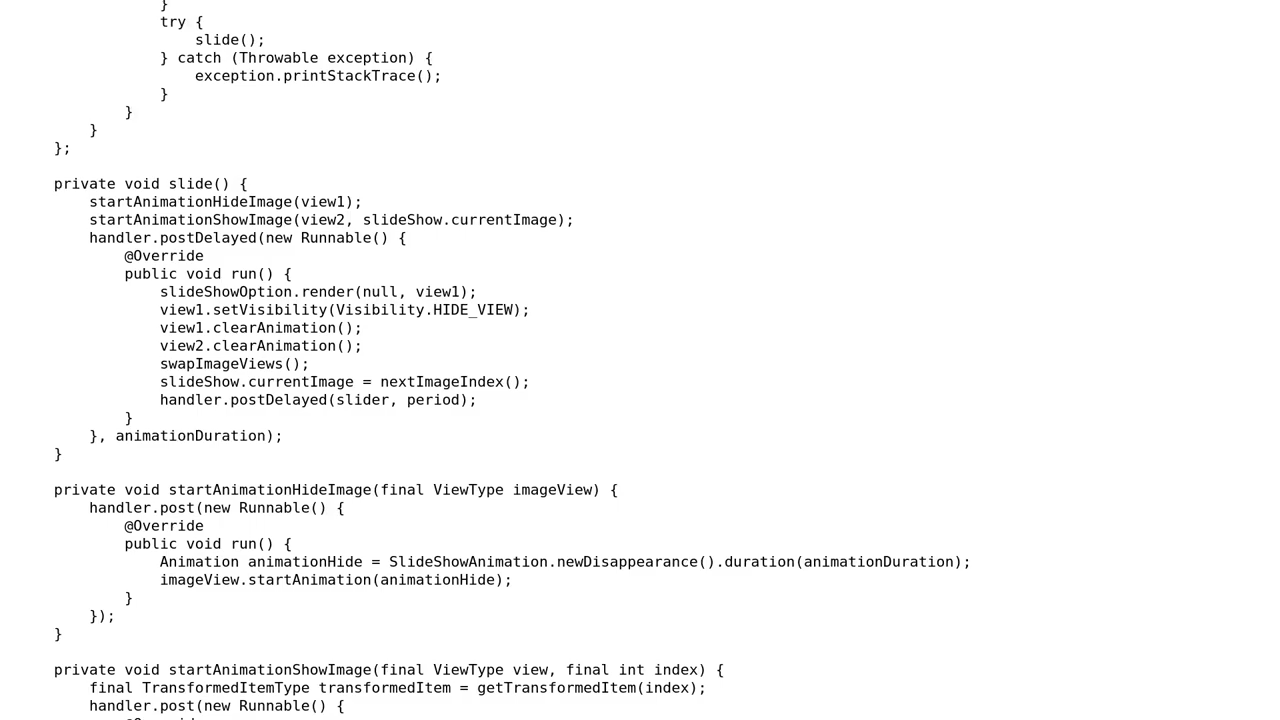 }
try {
slide();
} catch (Throwable exception) {
exception.printStackTrace();
}
}
}
};
private void slide() {
startAnimationHideImage(view1);
startAnimationShowImage(view2, slideShow.currentImage);
handler.postDelayed(new Runnable() {
@Override
public void run() {
slideShowOption.render(null, view1);
view1.setVisibility(Visibility.HIDE_VIEW);
view1.clearAnimation();
view2.clearAnimation();
swapImageViews();
slideShow.currentImage = nextImageIndex();
handler.postDelayed(slider, period);
}
}, animationDuration);
}
private void startAnimationHideImage(final ViewType imageView) {
handler.post(new Runnable() {
@Override
public void run() {
Animation animationHide = SlideShowAnimation.newDisappearance().duration(animationDuration);
imageView.startAnimation(animationHide);
}
});
}
private void startAnimationShowImage(final ViewType view, final int index) {
final TransformedItemType transformedItem = getTransformedItem(index);
handler.post(new Runnable() {